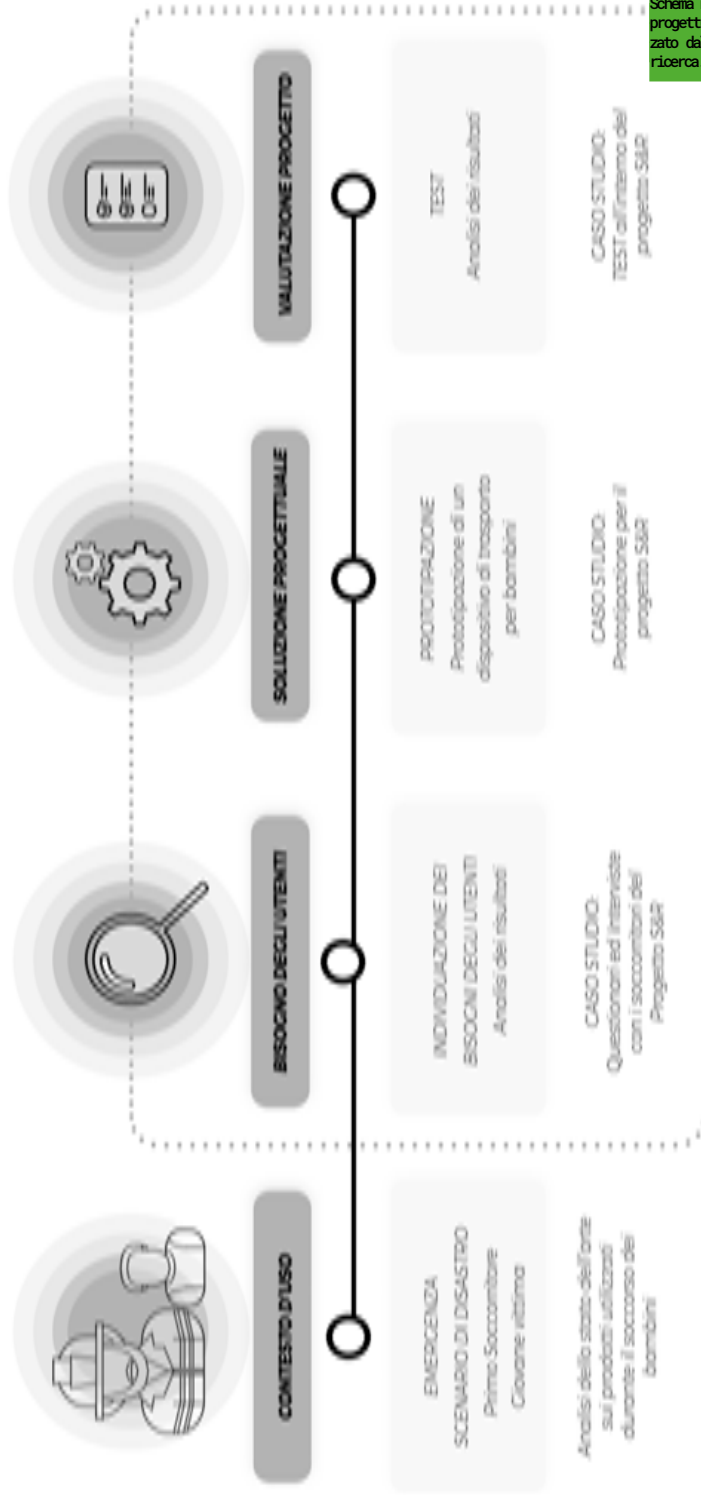 CONTESTO D'USO
EMERGENZA
SCENARIO DI DISASTRO
Primo Soccorritore
Giovane vittima
Analisi dello stato-dell'arte
sui prodotti utilizzati
durante il soccorso dei
bambini
BISOGNO DEGLI UTENTI
INDIVIDUAZIONE DEI
BISOGNI DEGLI UTENTI
Analisi dei risultati
CASO STUDIO:
Questionari ed interviste
con i soccorritori del
Progetto S&R
SOLUZIONE PROGETTUALE
PROTOTIPAZIONE
Prototipazione di un
dispositivo di trasporto
per bambini
CASO STUDIO:
Prototipazione per il
progetto S&R
VALUTAZIONE PROGETTO
TEST
Analisi dei risultati
CASO STUDIO:
TEST all'interno del
progetto S&R
Schema
progett
zato da
ricerca